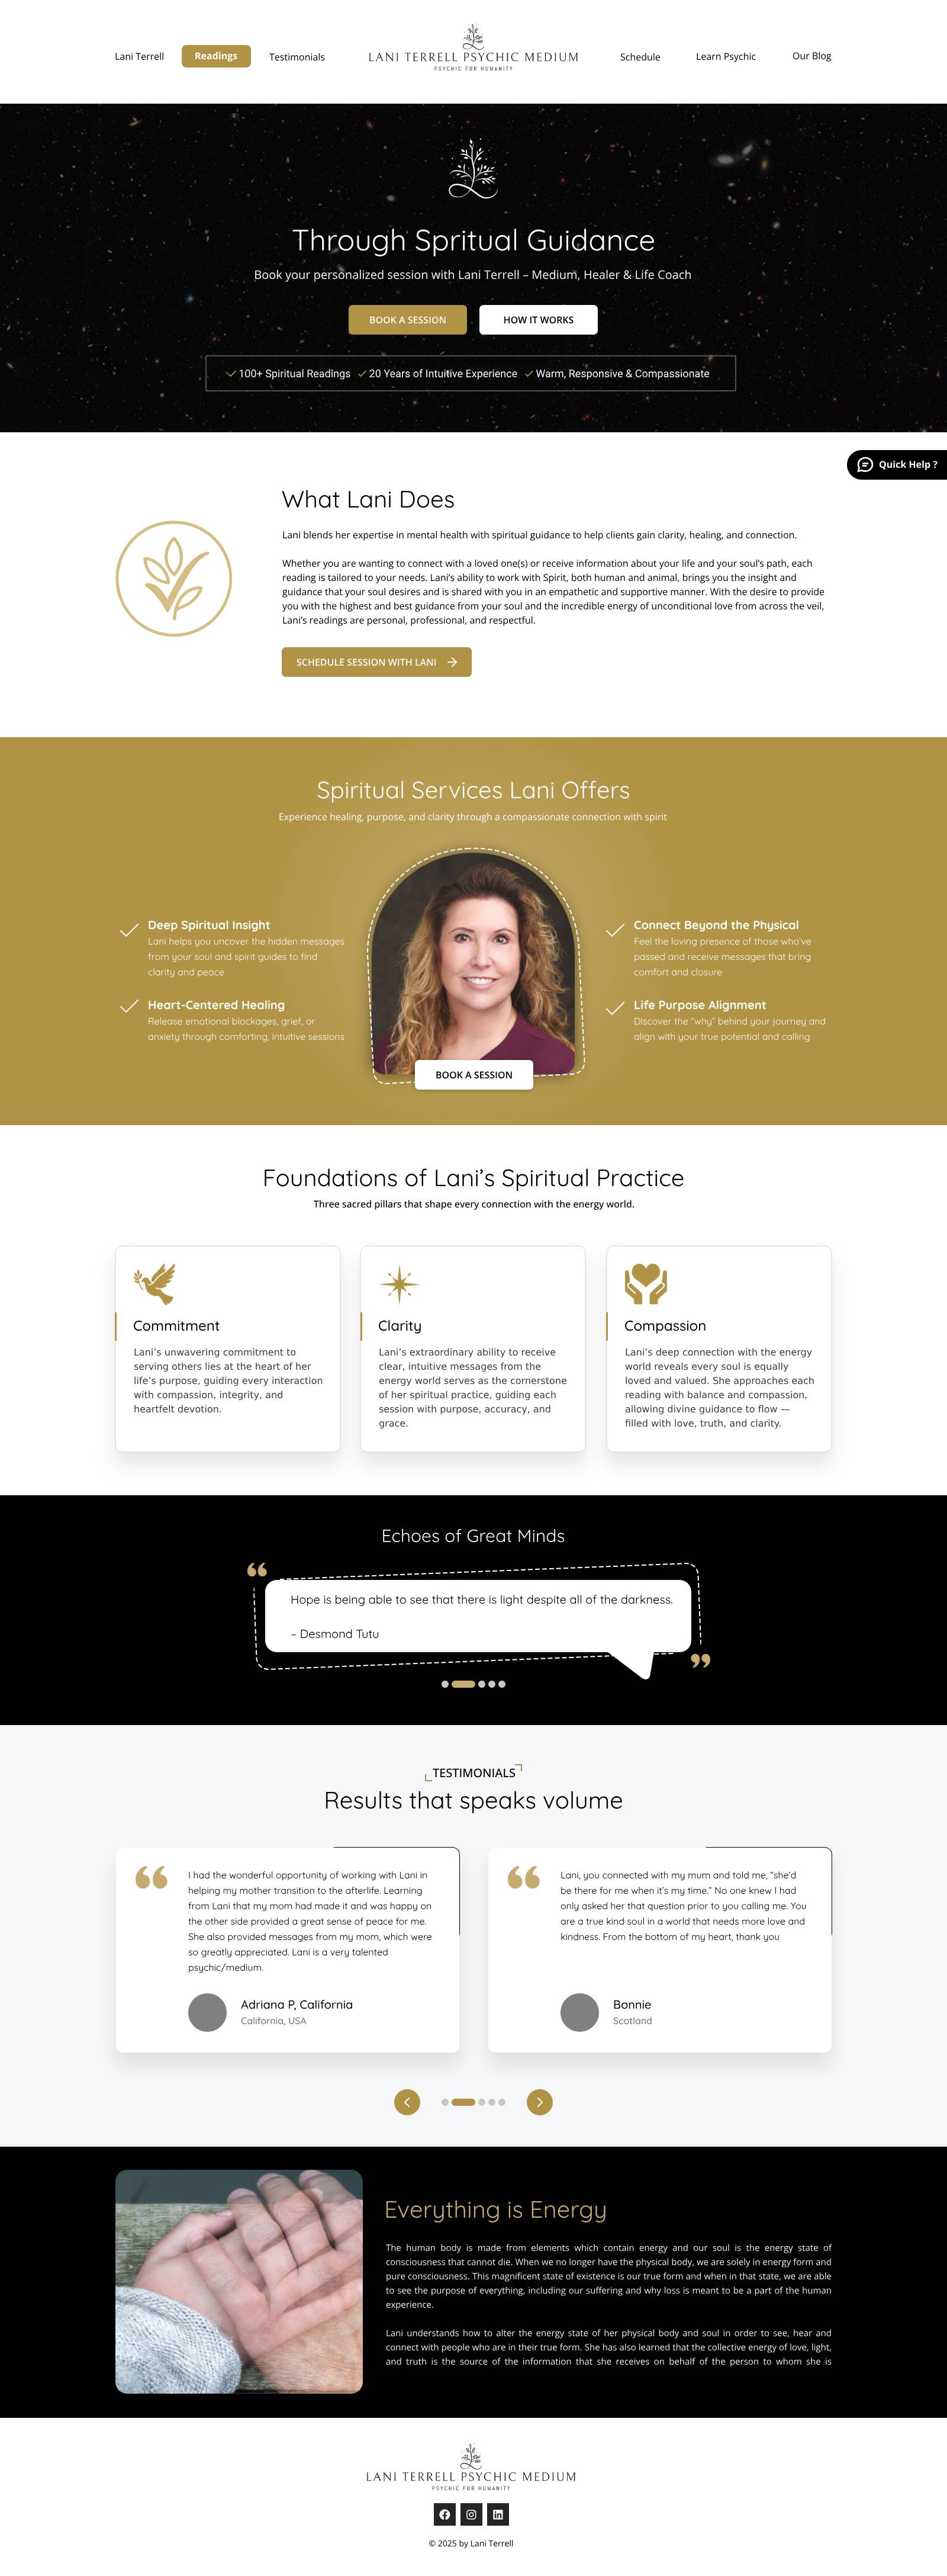 Lani Terrell
Readings
Testimonials
LANI TERRELL PSYCHIC MEDIUM
PSYCHIC FOR HUMANITY
Schedule
Learn Psychic
Our Blog
Through Spritual Guidance
Book your personalized session with Lani Terrell – Medium, Healer & Life Coach
BOOK A SESSION
HOW IT WORKS
100+ Spiritual Readings
20 Years of Intuitive Experience
Warm, Responsive & Compassionate
Quick Help ?
What Lani Does
Lani blends her expertise in mental health with spiritual guidance to help clients gain clarity, healing, and connection.
Whether you are wanting to connect with a loved one(s) or receive information about your life and your soul’s path, each
reading is tailored to your needs. Lani’s ability to work with Spirit, both human and animal, brings you the insight and
guidance that your soul desires and is shared with you in an empathetic and supportive manner. With the desire to provide
you with the highest and best guidance from your soul and the incredible energy of unconditional love from across the veil,
Lani’s readings are personal, professional, and respectful.
SCHEDULE SESSION WITH LANI
Spiritual Services Lani Offers
Experience healing, purpose, and clarity through a compassionate connection with spirit
Deep Spiritual Insight
Lani helps you uncover the hidden messages
from your soul and spirit guides to find
clarity and peace
Heart-Centered Healing
Release emotional blockages, grief, or
anxiety through comforting, intuitive sessions
BOOK A SESSION
Connect Beyond the Physical
Feel the loving presence of those who’ve
passed and receive messages that bring
comfort and closure
Life Purpose Alignment
Discover the “why” behind your journey and
align with your true potential and calling
Foundations of Lani’s Spiritual Practice
Three sacred pillars that shape every connection with the energy world.
Commitment
Lani’s unwavering commitment to
serving others lies at the heart of her
life’s purpose, guiding every interaction
with compassion, integrity, and
heartfelt devotion.
Clarity
Lani’s extraordinary ability to receive
clear, intuitive messages from the
energy world serves as the cornerstone
of her spiritual practice, guiding each
session with purpose, accuracy, and
grace.
Compassion
Lani’s deep connection with the energy
world reveals every soul is equally
loved and valued. She approaches each
reading with balance and compassion,
allowing divine guidance to flow —
filled with love, truth, and clarity.
Echoes of Great Minds
Hope is being able to see that there is light despite all of the darkness.
– Desmond Tutu
TESTIMONIALS
Results that speaks volume
I had the wonderful opportunity of working with Lani in
helping my mother transition to the afterlife. Learning
from Lani that my mom had made it and was happy on
the other side provided a great sense of peace for me.
She also provided messages from my mom, which were
so greatly appreciated. Lani is a very talented
psychic/medium.
Adriana P, California
California, USA
Lani, you connected with my mum and told me, “she’d
be there for me when it’s my time.” No one knew I had
only asked her that question prior to you calling me. You
are a true kind soul in a world that needs more love and
kindness. From the bottom of my heart, thank you
Bonnie
Scotland
Everything is Energy
The human body is made from elements which contain energy and our soul is the energy state of
consciousness that cannot die. When we no longer have the physical body, we are solely in energy form and
pure consciousness. This magnificent state of existence is our true form and when in that state, we are able
to see the purpose of everything, including our suffering and why loss is meant to be a part of the human
experience.
Lani understands how to alter the energy state of her physical body and soul in order to see, hear and
connect with people who are in their true form. She has also learned that the collective energy of love, light,
and truth is the source of the information that she receives on behalf of the person to whom she is
LANI TERRELL PSYCHIC MEDIUM
PSYCHIC FOR HUMANITY
© 2025 by Lani Terrell